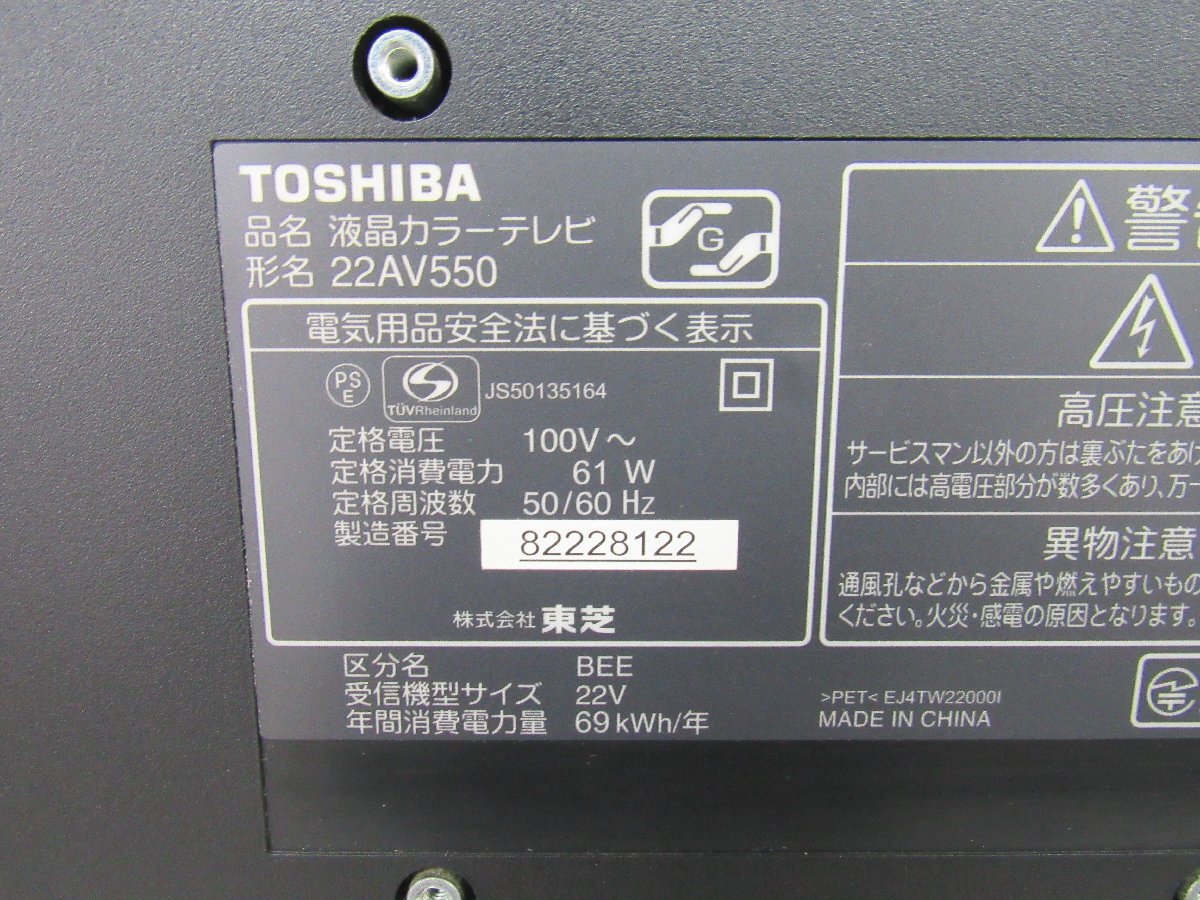 TOSHIBA
品名 液晶カラーテレビ
形名 22AV550
G
電気用品安全法に基づく表示
PS
E
TÜVRheinland
JS50135164
定格電圧 100V～
定格消費電力 61 W
定格周波数 50/60 Hz
製造番号 82228122
株式会社 東芝
区分名 BEE
受信機型サイズ 22V
年間消費電力量 69 kWh/年
警
高圧注意
サービスマン以外の方は裏ぶたをあけ
内部には高電圧部分が数多くあり、万一
異物注意
通風孔などから金属や燃えやすいもの
ください。火災・感電の原因となります。
>PET< EJ4TW22000I
MADE IN CHINA